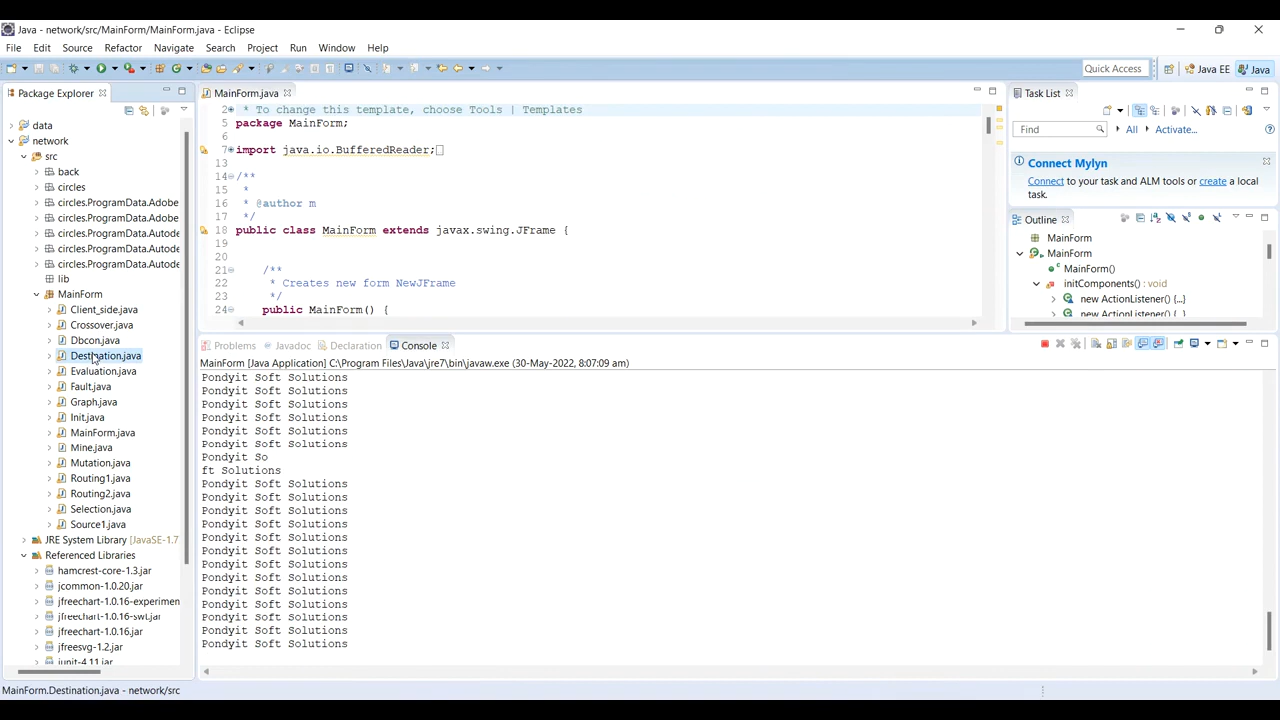 Java - network/src/MainForm/MainForm.java - Eclipse
File Edit Source Refactor Navigate Search Project Run Window Help
Quick Access Java EE Java
Package Explorer
data
network
src
back
circles
circles.ProgramData.Adobe
circles.ProgramData.Adobe
circles.ProgramData.Autode
circles.ProgramData.Autode
circles.ProgramData.Autode
lib
MainForm
Client_side.java
Crossover.java
Dbcon.java
Destination.java
Evaluation.java
Fault.java
Graph.java
Init.java
MainForm.java
Mine.java
Mutation.java
Routing1.java
Routing2.java
Selection.java
Source1.java
JRE System Library [JavaSE-1.7
Referenced Libraries
hamcrest-core-1.3.jar
jcommon-1.0.20.jar
jfreechart-1.0.16-experimen
jfreechart-1.0.16-swt.jar
jfreechart-1.0.16.jar
jfreesvg-1.2.jar
junit-4.11.jar
MainForm.java
2 * To change this template, choose Tools | Templates
5 package MainForm;
6
7 import java.io.BufferedReader;
13
14 /**
15 *
16 * @author m
17 */
18 public class MainForm extends javax.swing.JFrame {
19
20
21 /**
22 * Creates new form NewJFrame
23 */
24 public MainForm() {
Task List
Find All Activate...
Connect Mylyn
Connect to your task and ALM tools or create a local
task.
Outline
MainForm
MainForm
MainForm()
initComponents() : void
new ActionListener() {...}
new ActionListener() {...}
Problems Javadoc Declaration Console
MainForm [Java Application] C:\Program Files\Java\jre7\bin\javaw.exe (30-May-2022, 8:07:09 am)
Pondyit Soft Solutions
Pondyit Soft Solutions
Pondyit Soft Solutions
Pondyit Soft Solutions
Pondyit Soft Solutions
Pondyit Soft Solutions
Pondyit So
ft Solutions
Pondyit Soft Solutions
Pondyit Soft Solutions
Pondyit Soft Solutions
Pondyit Soft Solutions
Pondyit Soft Solutions
Pondyit Soft Solutions
Pondyit Soft Solutions
Pondyit Soft Solutions
Pondyit Soft Solutions
Pondyit Soft Solutions
Pondyit Soft Solutions
Pondyit Soft Solutions
Pondyit Soft Solutions
MainForm.Destination.java - network/src